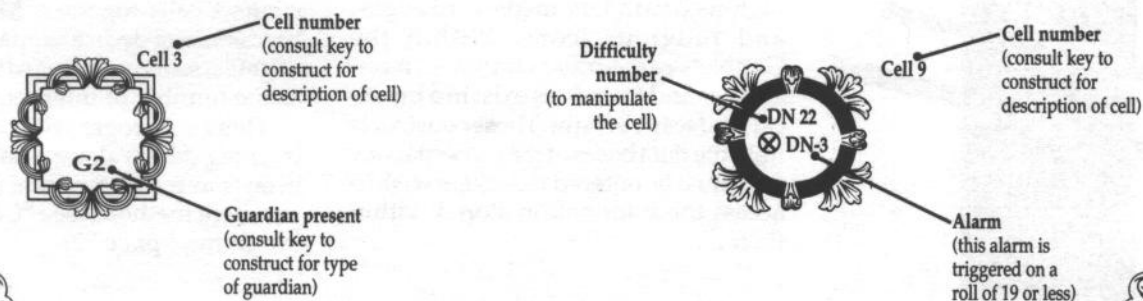 Cell number
(consult key to
construct for
description of cell)
Cell 3
G2
Guardian present
(consult key to
construct for type
of guardian)
Difficulty
number
(to manipulate
the cell)
Cell 9
DN 22
⊗ DN-3
Cell number
(consult key to
construct for
description of cell)
Alarm
(this alarm is
triggered on a
roll of 19 or less)